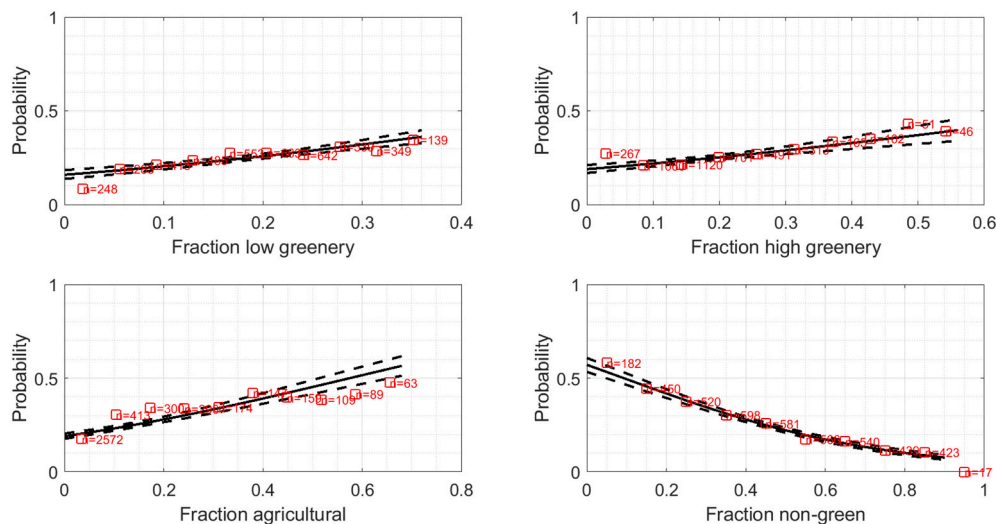 1
0.5
0
Probability
n=248
n=642
n=349
n=139
0
0.1
0.2
0.3
0.4
Fraction low greenery
1
0.5
0
Probability
n=267
n=1120
n=51
n=46
0
0.1
0.2
0.3
0.4
0.5
0.6
Fraction high greenery
1
0.5
0
Probability
n=2572
n=413
n=109
n=89
n=63
0
0.2
0.4
0.6
0.8
Fraction agricultural
1
0.5
0
Probability
n=182
n=520
n=598
n=581
n=540
n=423
n=17
0
0.2
0.4
0.6
0.8
1
Fraction non-green